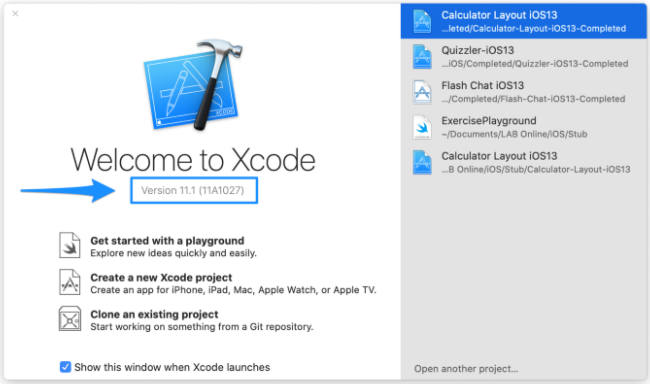 Welcome to Xcode
Version 11.1 (11A1027)
Get started with a playground
Explore new ideas quickly and easily.
Create a new Xcode project
Create an app for iPhone, iPad, Mac, Apple Watch, or Apple TV.
Clone an existing project
Start working on something from a Git repository.
Show this window when Xcode launches
Calculator Layout iOS13
...leted/Calculator-Layout-iOS13-Completed
Quizzler-iOS13
...iOS/Completed/Quizzler-iOS13-Completed
Flash Chat iOS13
.../Completed/Flash-Chat-iOS13-Completed
ExercisePlayground
~/Documents/LAB Online/iOS/Stub
Calculator Layout iOS13
...B Online/iOS/Stub/Calculator-Layout-iOS13
Open another project...